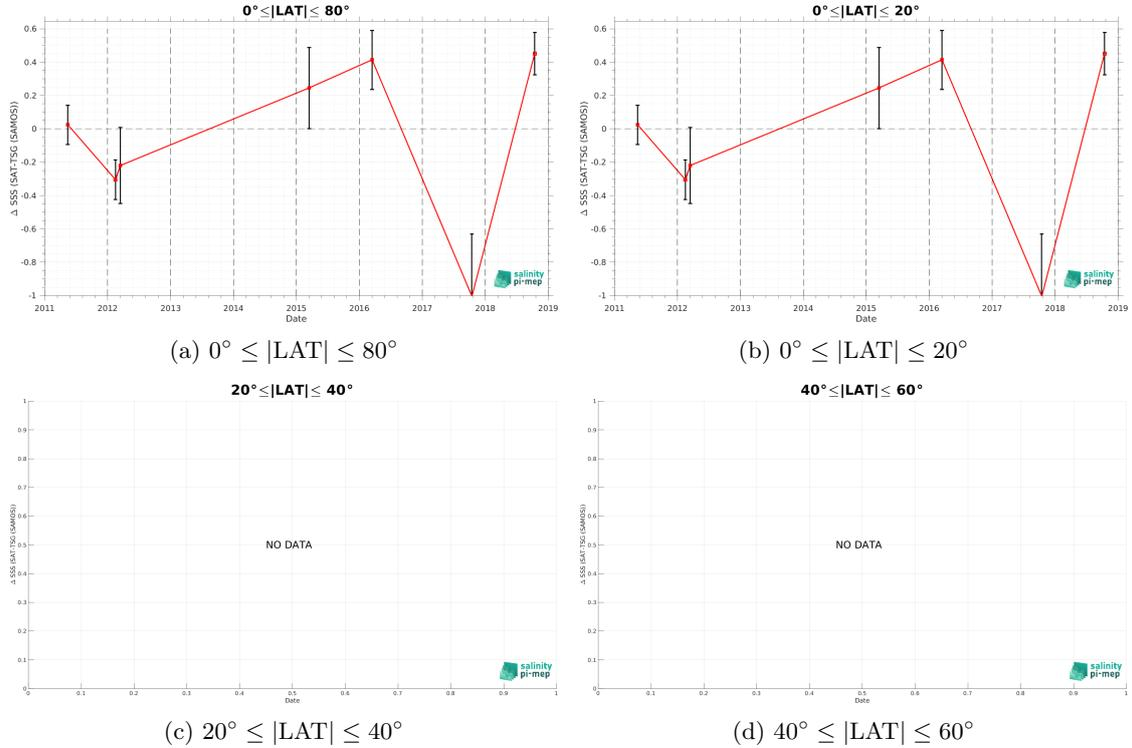 0°≤|LAT|≤ 80°
Δ SSS (SAT-TSG (SAMOS))
0.6
0.4
0.2
0
-0.2
-0.4
-0.6
-0.8
-1
2011 2012 2013 2014 2015 2016 2017 2018 2019
Date
salinity
pi-mep
(a) 0° ≤ |LAT| ≤ 80°
0°≤|LAT|≤ 20°
Δ SSS (SAT-TSG (SAMOS))
0.6
0.4
0.2
0
-0.2
-0.4
-0.6
-0.8
-1
2011 2012 2013 2014 2015 2016 2017 2018 2019
Date
salinity
pi-mep
(b) 0° ≤ |LAT| ≤ 20°
20°≤|LAT|≤ 40°
Δ SSS (SAT-TSG (SAMOS))
1
0.9
0.8
0.7
0.6
0.5
0.4
0.3
0.2
0.1
0
NO DATA
0 0.1 0.2 0.3 0.4 0.5 0.6 0.7 0.8 0.9 1
Date
salinity
pi-mep
(c) 20° ≤ |LAT| ≤ 40°
40°≤|LAT|≤ 60°
Δ SSS (SAT-TSG (SAMOS))
1
0.9
0.8
0.7
0.6
0.5
0.4
0.3
0.2
0.1
0
NO DATA
0 0.1 0.2 0.3 0.4 0.5 0.6 0.7 0.8 0.9 1
Date
salinity
pi-mep
(d) 40° ≤ |LAT| ≤ 60°